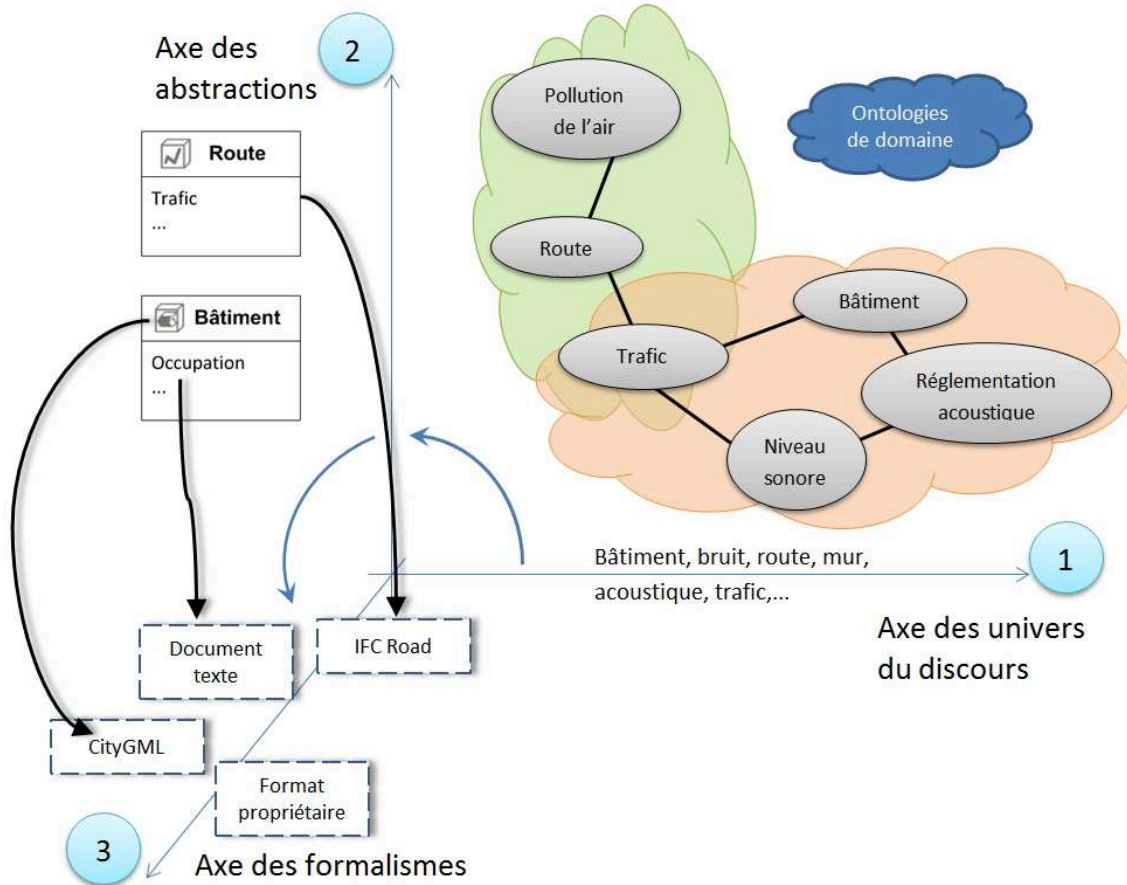 Axe des
abstractions
2
Route
Trafic
...
Bâtiment
Occupation
...
Pollution
de l’air
Ontologies
de domaine
Route
Bâtiment
Trafic
Réglementation
acoustique
Niveau
sonore
Bâtiment, bruit, route, mur,
acoustique, trafic,...
1
Axe des univers
du discours
Document
texte
IFC Road
CityGML
Format
propriétaire
3
Axe des formalismes